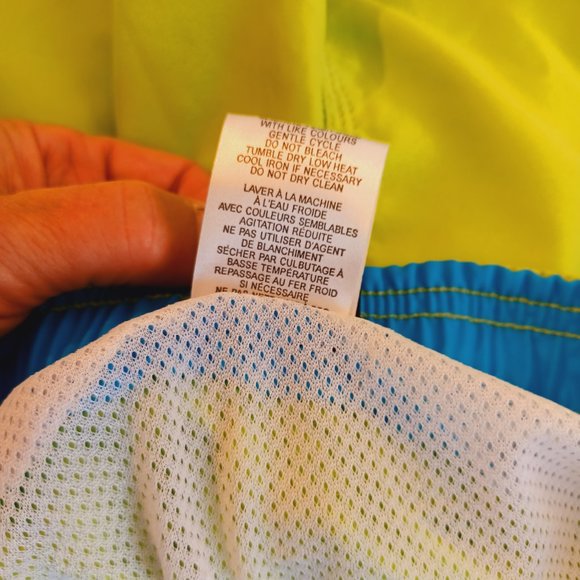 WITH LIKE COLOURS
GENTLE CYCLE
DO NOT BLEACH
TUMBLE DRY LOW HEAT
COOL IRON IF NECESSARY
DO NOT DRY CLEAN
LAVER À LA MACHINE
À L'EAU FROIDE
AVEC COULEURS SEMBLABLES
AGITATION RÉDUITE
NE PAS UTILISER D'AGENT
DE BLANCHIMENT
SÉCHER PAR CULBUTAGE À
BASSE TEMPÉRATURE
REPASSAGE AU FER FROID
SI NÉCESSAIRE
NE PAS